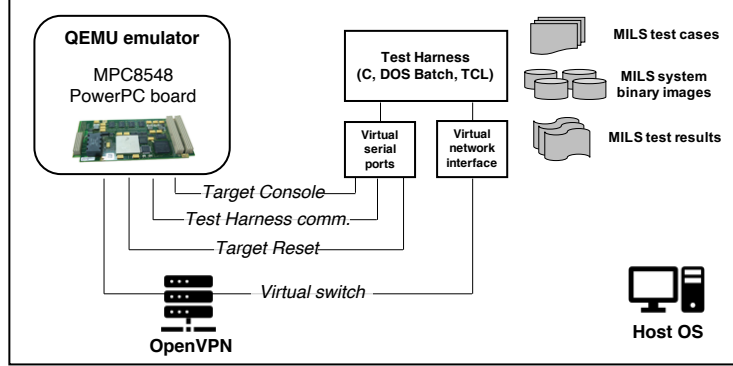 QEMU emulator
MPC8548
PowerPC board
Test Harness
(C, DOS Batch, TCL)
MILS test cases
MILS system
binary images
MILS test results
Virtual
serial
ports
Virtual
network
interface
Target Console
Test Harness comm.
Target Reset
Virtual switch
OpenVPN
Host OS